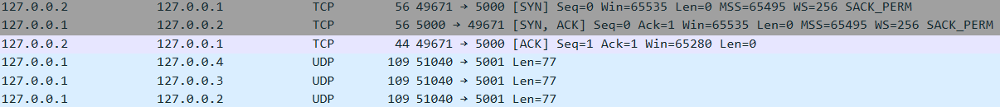 127.0.0.2 127.0.0.1 TCP 56 49671 → 5000 [SYN] Seq=0 Win=65535 Len=0 MSS=65495 WS=256 SACK_PERM
127.0.0.1 127.0.0.2 TCP 56 5000 → 49671 [SYN, ACK] Seq=0 Ack=1 Win=65535 Len=0 MSS=65495 WS=256 SACK_PERM
127.0.0.2 127.0.0.1 TCP 44 49671 → 5000 [ACK] Seq=1 Ack=1 Win=65280 Len=0
127.0.0.1 127.0.0.4 UDP 109 51040 → 5001 Len=77
127.0.0.1 127.0.0.3 UDP 109 51040 → 5001 Len=77
127.0.0.1 127.0.0.2 UDP 109 51040 → 5001 Len=77